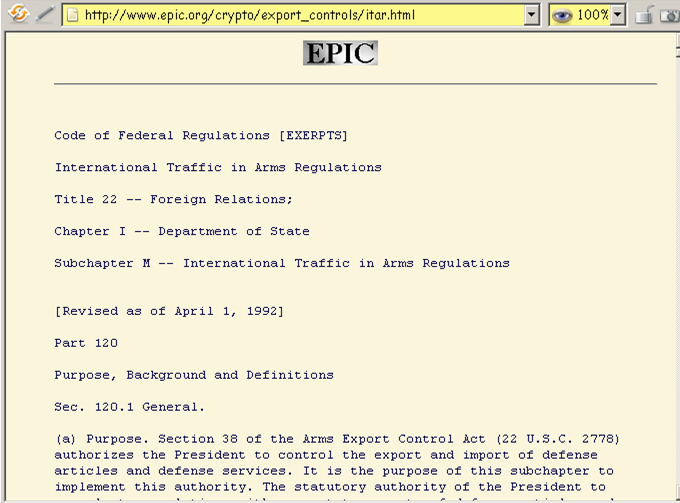 http://www.epic.org/crypto/export_controls/itar.html 100%
EPIC
Code of Federal Regulations [EXERPTS]
International Traffic in Arms Regulations
Title 22 -- Foreign Relations;
Chapter I -- Department of State
Subchapter M -- International Traffic in Arms Regulations
[Revised as of April 1, 1992]
Part 120
Purpose, Background and Definitions
Sec. 120.1 General.
(a) Purpose. Section 38 of the Arms Export Control Act (22 U.S.C. 2778)
authorizes the President to control the export and import of defense
articles and defense services. It is the purpose of this subchapter to
implement this authority. The statutory authority of the President to